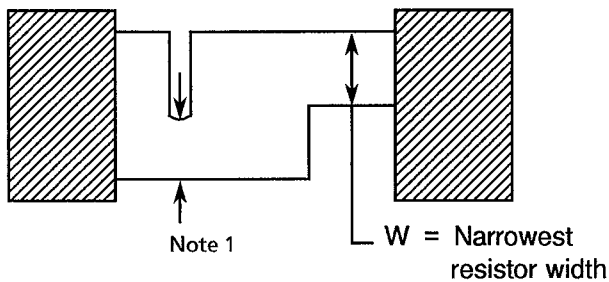 Note 1
W = Narrowest
resistor width